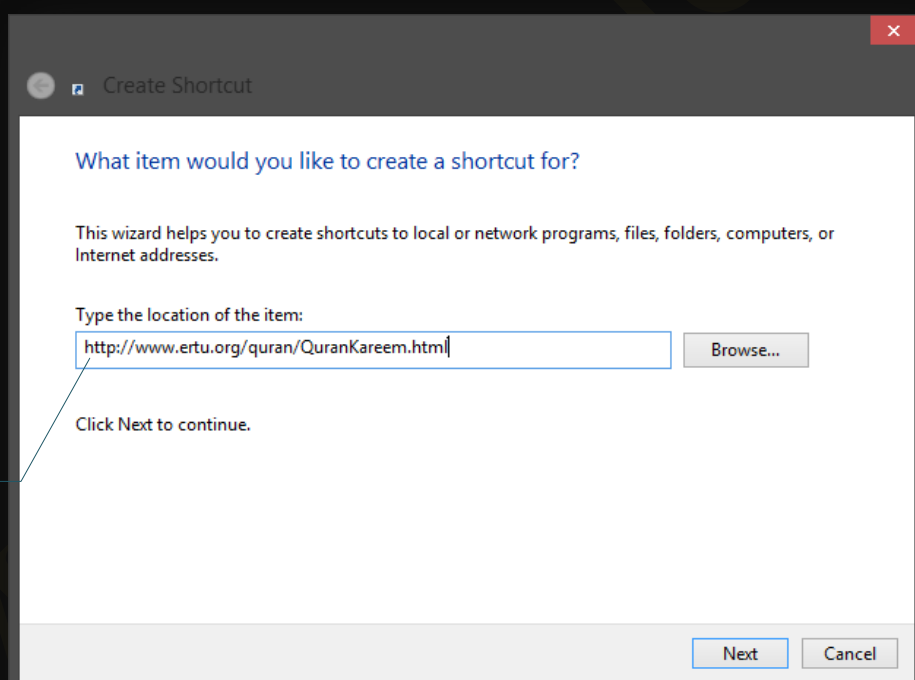 Create Shortcut
What item would you like to create a shortcut for?
This wizard helps you to create shortcuts to local or network programs, files, folders, computers, or
Internet addresses.
Type the location of the item:
http://www.ertu.org/quran/QuranKareem.html
Browse...
Click Next to continue.
Next
Cancel